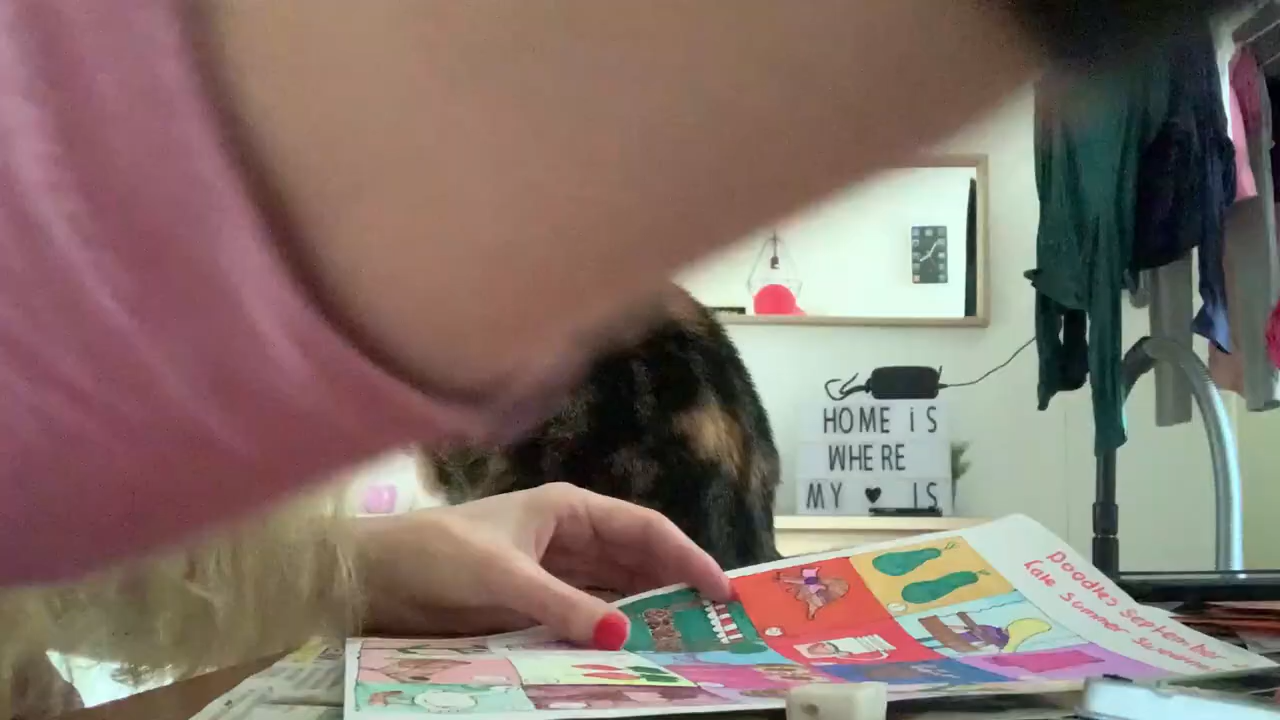 HOME iS
WHERE
MY ♥ IS
Doodles September
late summer